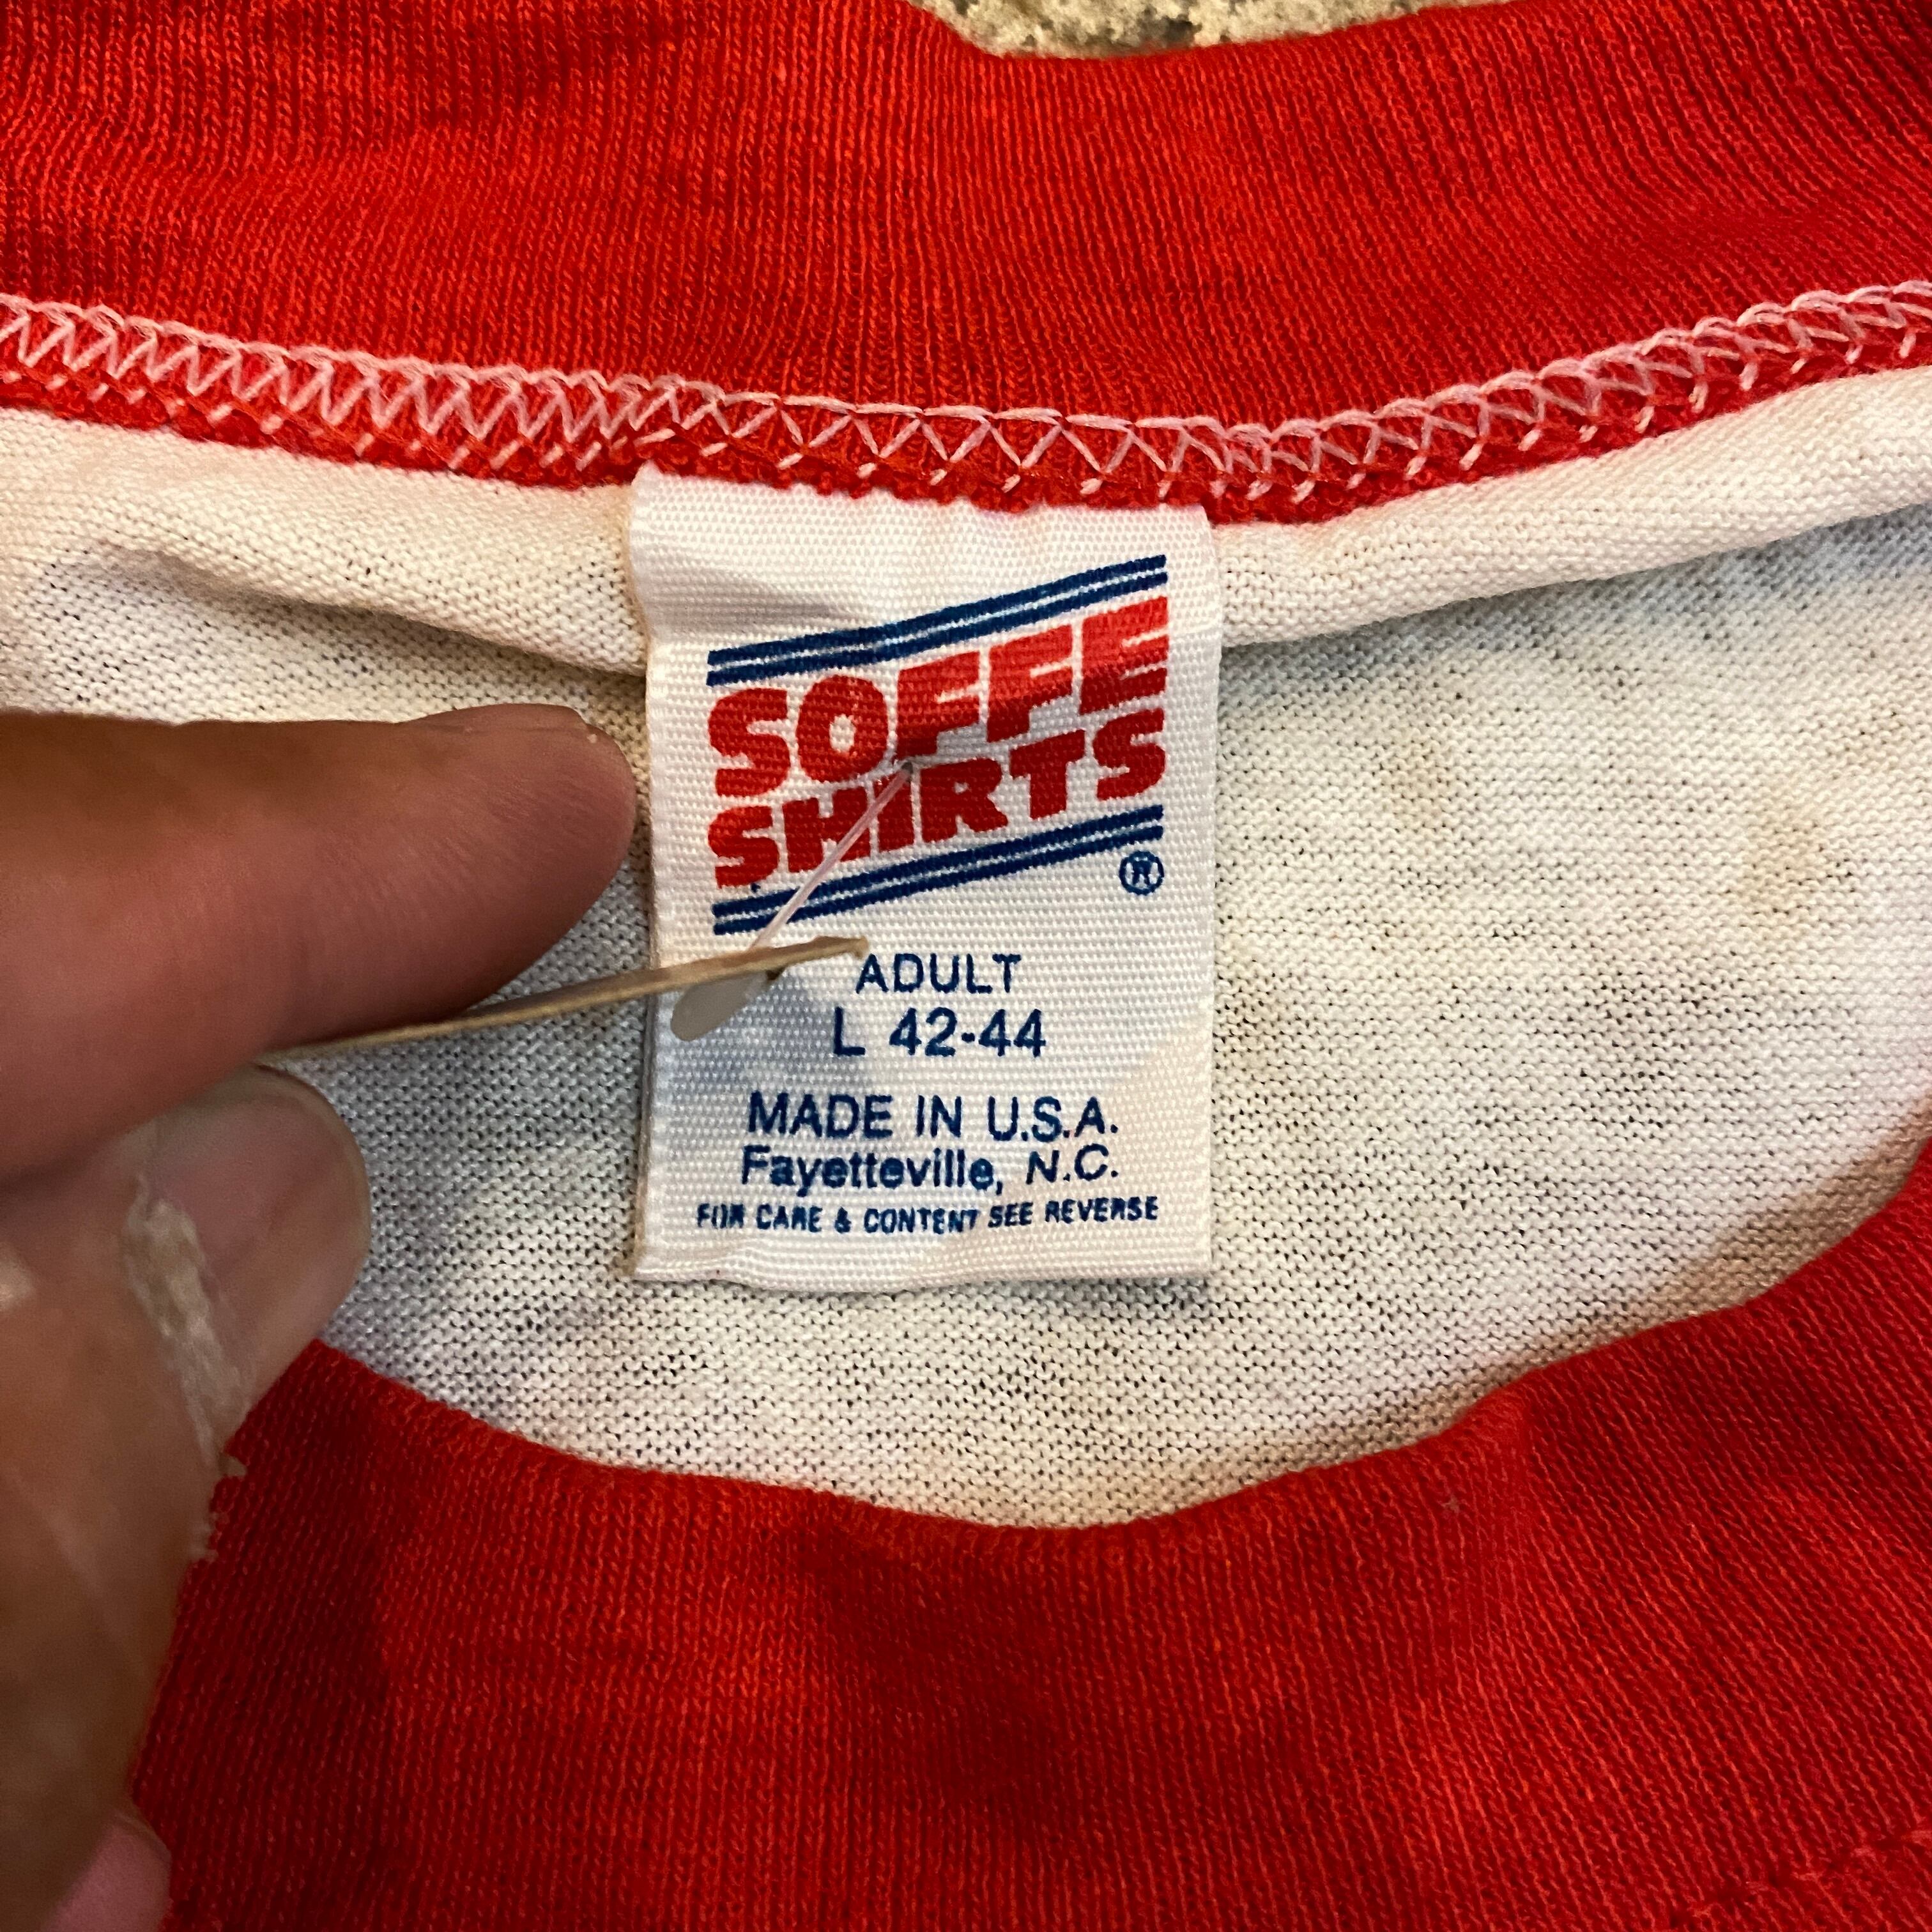 SOFFE
SHIRTS
®
ADULT
L 42-44
MADE IN U.S.A.
Fayetteville, N.C.
FOR CARE & CONTENT SEE REVERSE